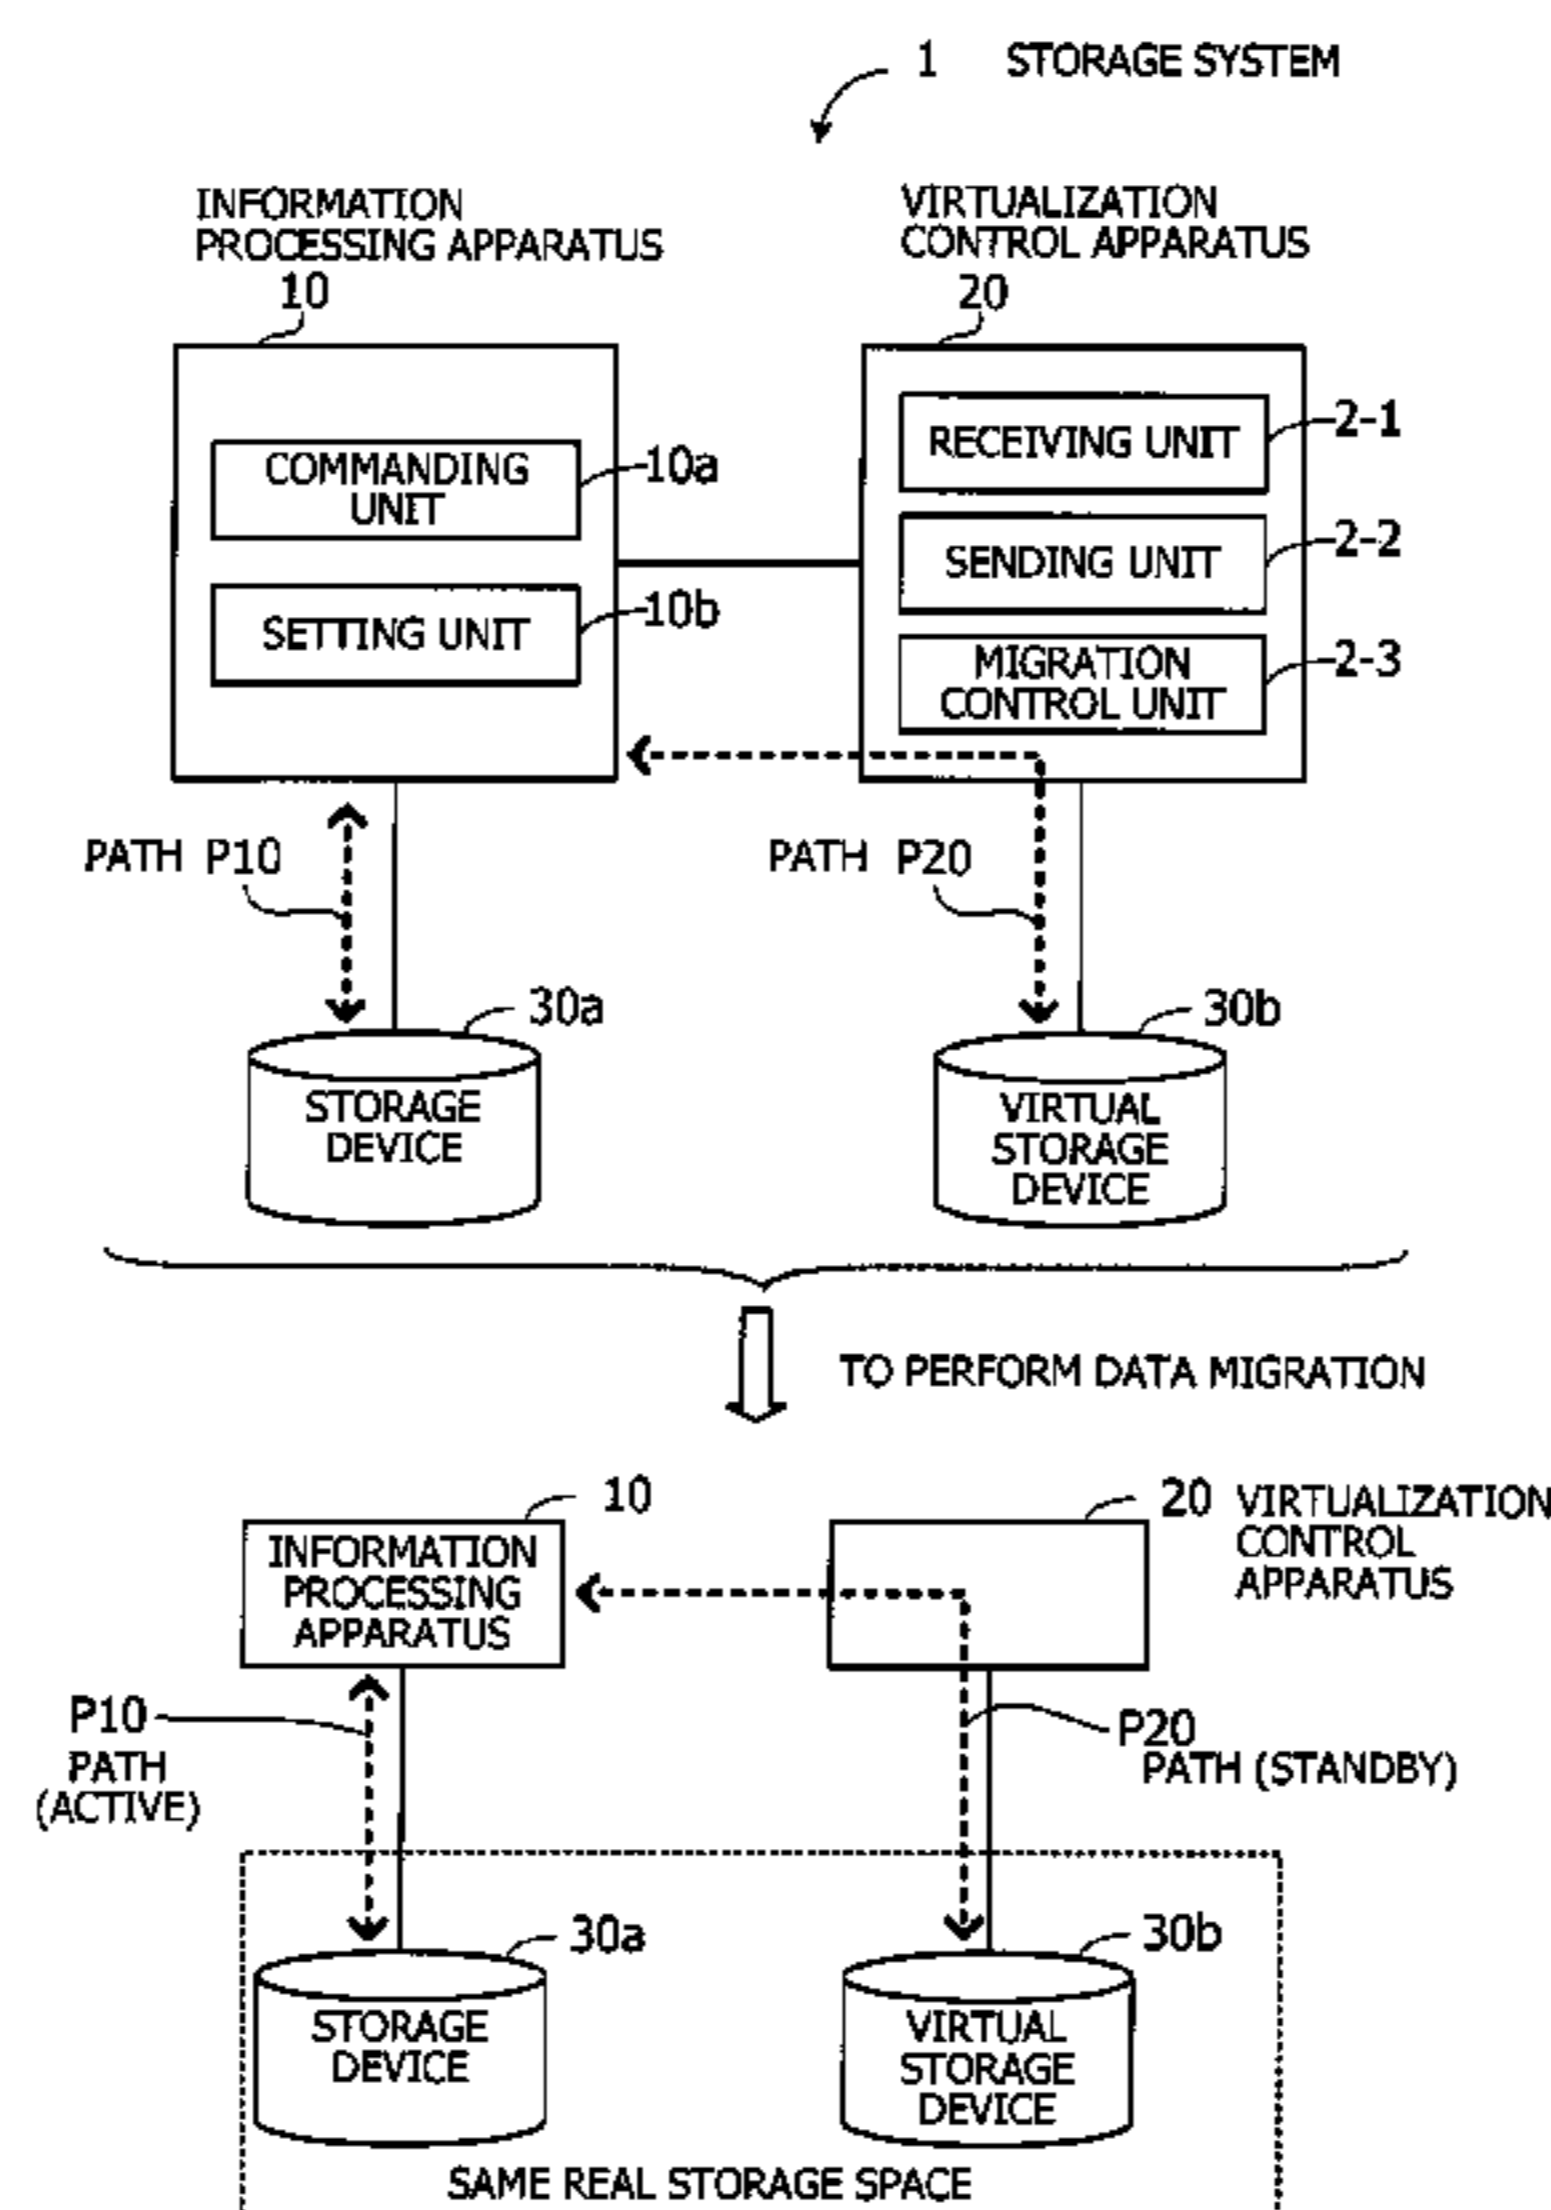 1 STORAGE SYSTEM
INFORMATION
PROCESSING APPARATUS
10
VIRTUALIZATION
CONTROL APPARATUS
20
COMMANDING
UNIT
10a
SETTING UNIT
10b
RECEIVING UNIT
2-1
SENDING UNIT
2-2
MIGRATION
CONTROL UNIT
2-3
PATH P10
PATH P20
30a
STORAGE
DEVICE
30b
VIRTUAL
STORAGE
DEVICE
TO PERFORM DATA MIGRATION
10
INFORMATION
PROCESSING
APPARATUS
20 VIRTUALIZATION
CONTROL
APPARATUS
P10
PATH
(ACTIVE)
P20
PATH (STANDBY)
30a
STORAGE
DEVICE
30b
VIRTUAL
STORAGE
DEVICE
SAME REAL STORAGE SPACE